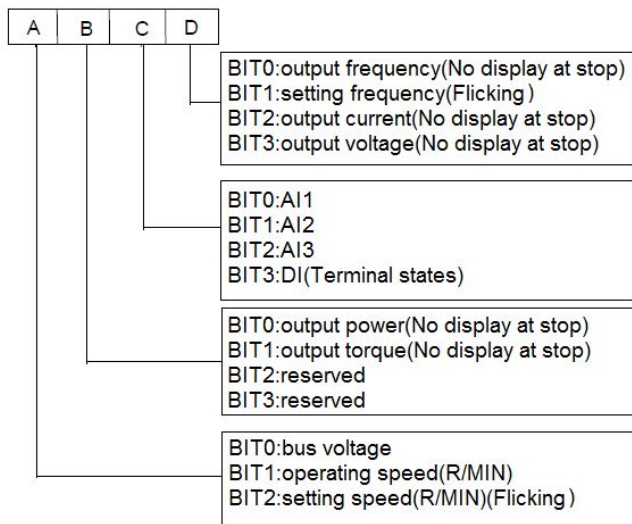 A B C D
BIT0:output frequency(No display at stop)
BIT1:setting frequency(Flicking)
BIT2:output current(No display at stop)
BIT3:output voltage(No display at stop)
BIT0:AI1
BIT1:AI2
BIT2:AI3
BIT3:DI(Terminal states)
BIT0:output power(No display at stop)
BIT1:output torque(No display at stop)
BIT2:reserved
BIT3:reserved
BIT0:bus voltage
BIT1:operating speed(R/MIN)
BIT2:setting speed(R/MIN)(Flicking)